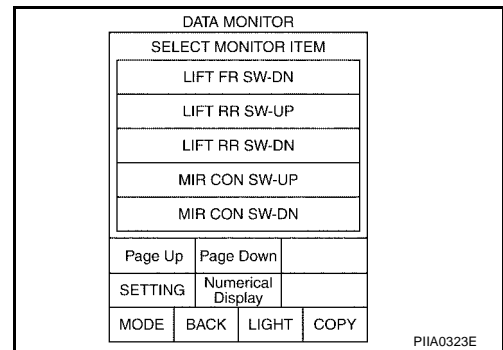 DATA MONITOR
SELECT MONITOR ITEM
LIFT FR SW-DN
LIFT RR SW-UP
LIFT RR SW-DN
MIR CON SW-UP
MIR CON SW-DN
Page Up Page Down
SETTING Numerical Display
MODE BACK LIGHT COPY
PIIA0323E